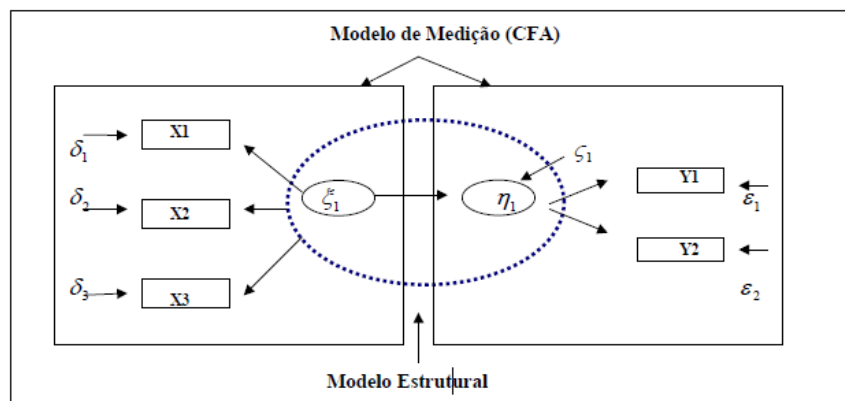 Modelo de Medição (CFA)
δ₁ X1
δ₂ X2
δ₃ X3
ξ₁
η₁
ς₁
Y1 ε₁
Y2 ε₂
Modelo Estrutural